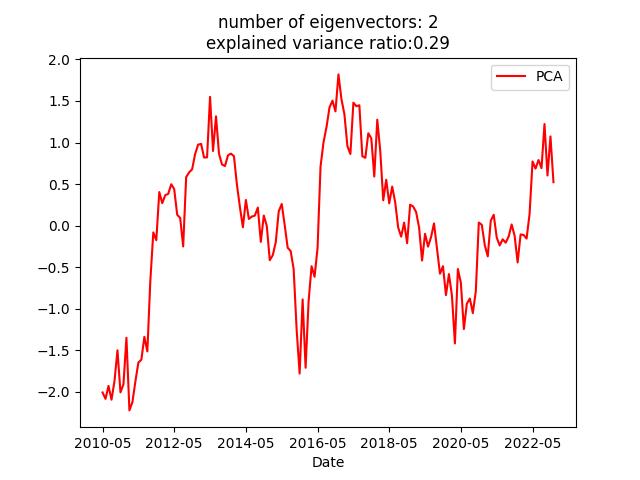 number of eigenvectors: 2
explained variance ratio:0.29
PCA
2.0
1.5
1.0
0.5
0.0
−0.5
−1.0
−1.5
−2.0
2010-05 2012-05 2014-05 2016-05 2018-05 2020-05 2022-05
Date